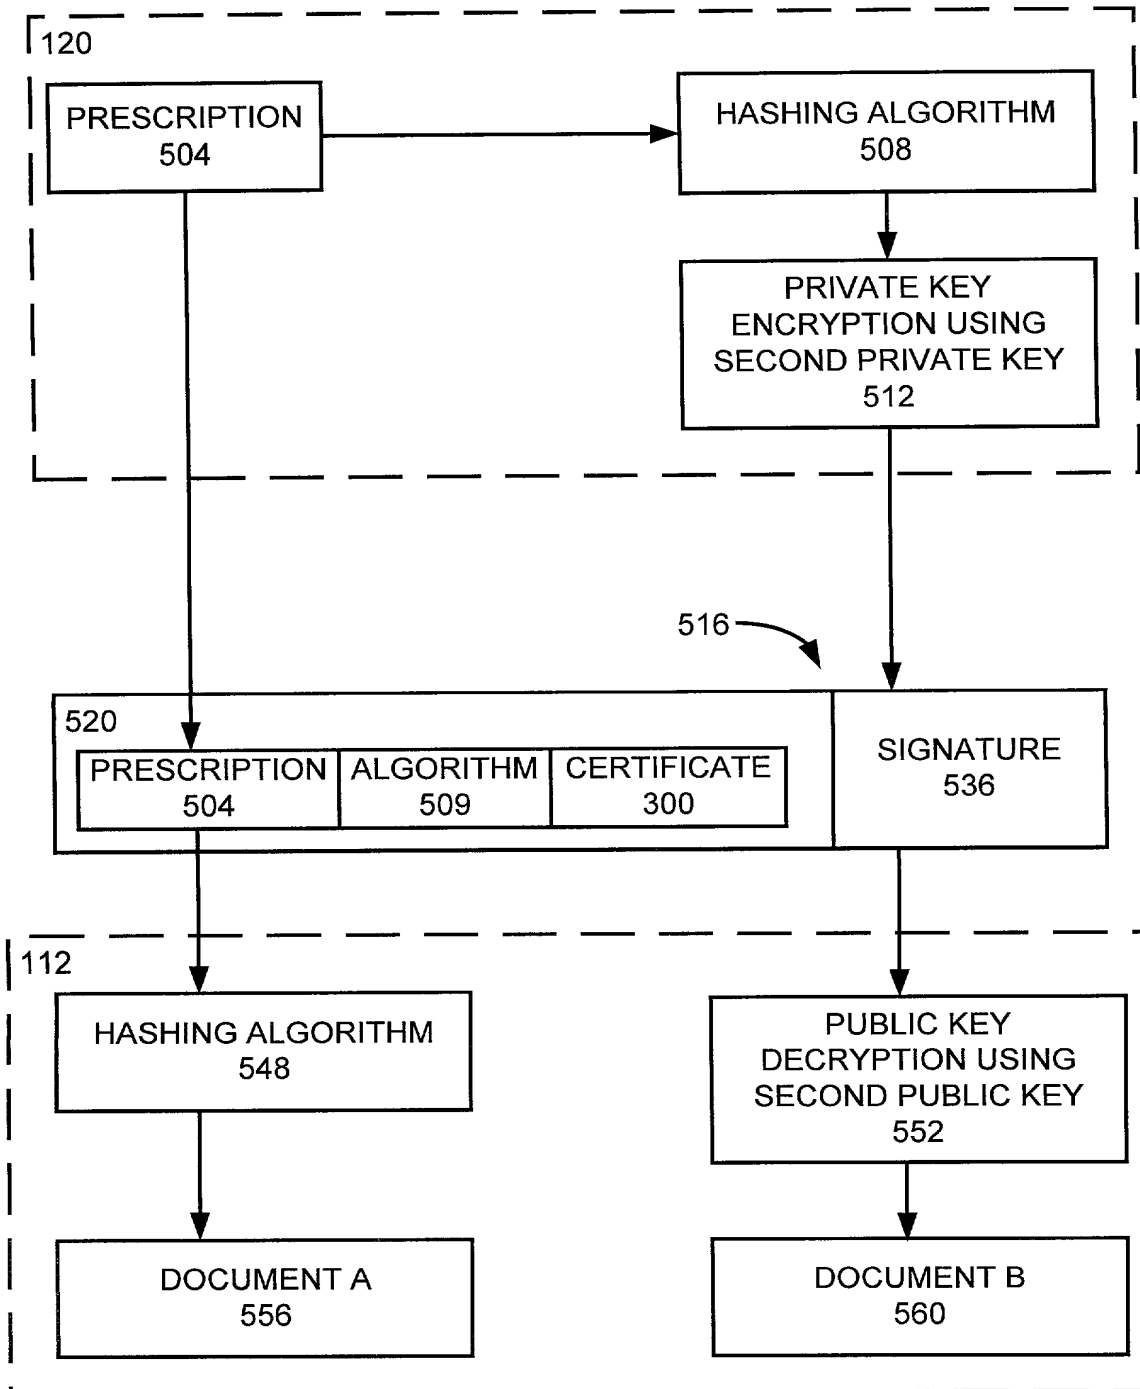 120
PRESCRIPTION
504
HASHING ALGORITHM
508
PRIVATE KEY
ENCRYPTION USING
SECOND PRIVATE KEY
512
516
520
PRESCRIPTION
504
ALGORITHM
509
CERTIFICATE
300
SIGNATURE
536
112
HASHING ALGORITHM
548
PUBLIC KEY
DECRYPTION USING
SECOND PUBLIC KEY
552
DOCUMENT A
556
DOCUMENT B
560